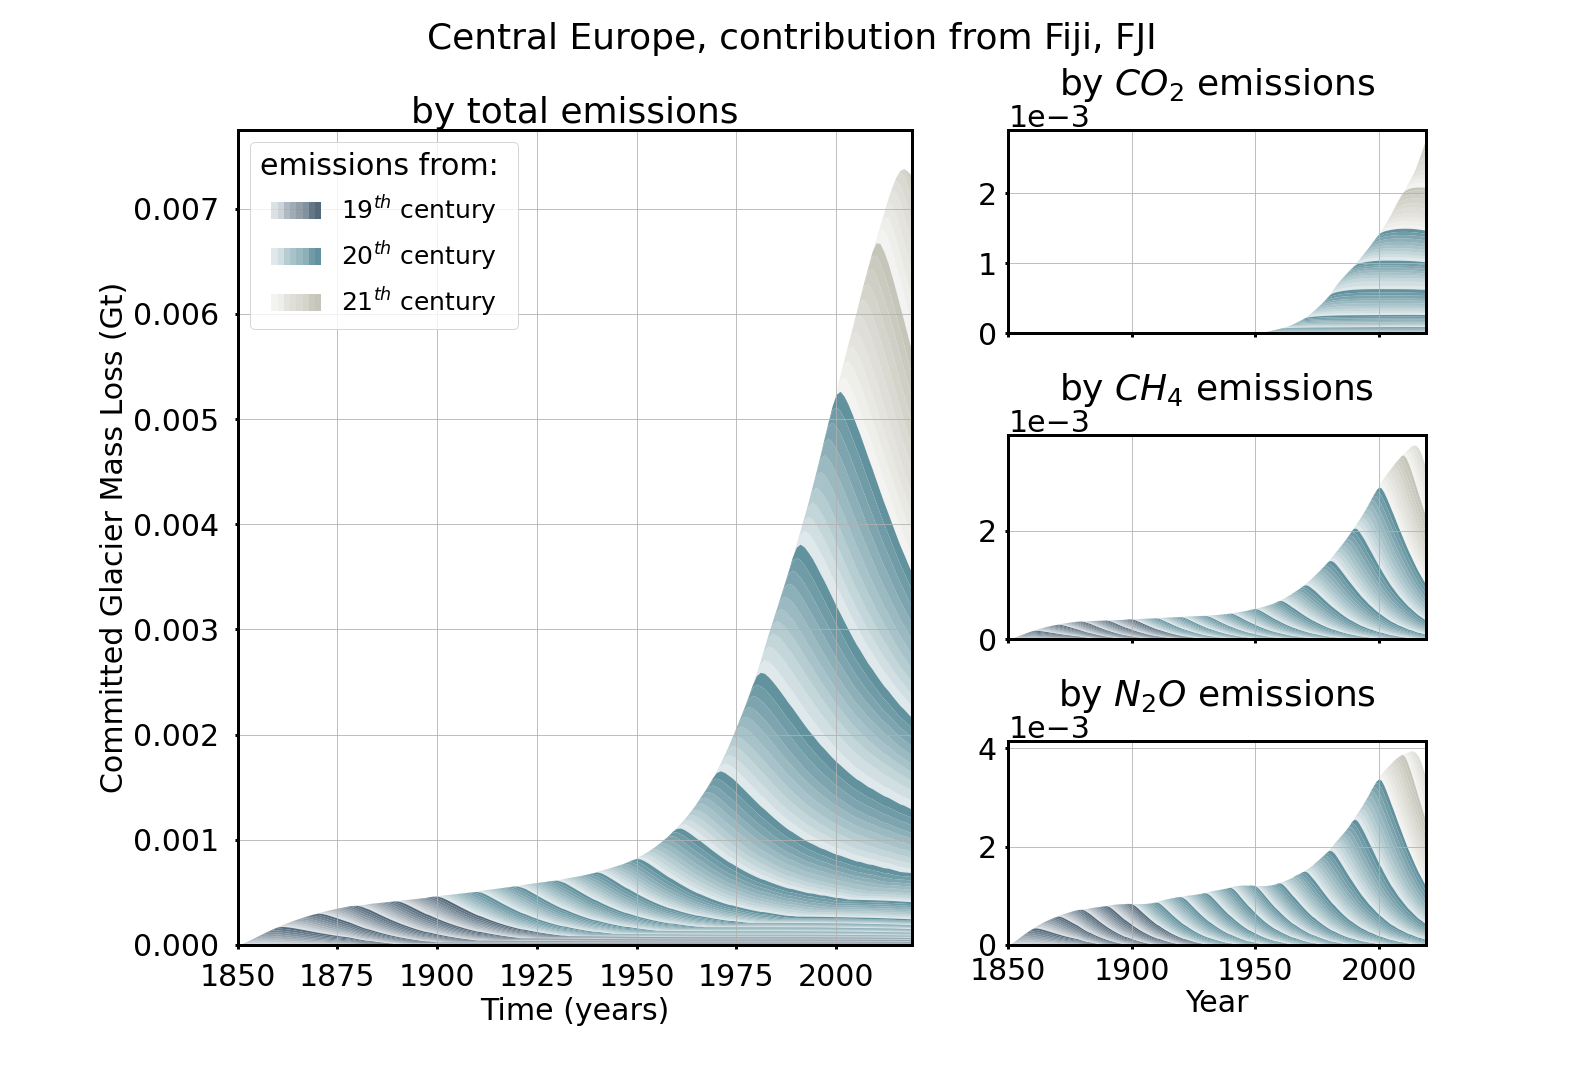 Central Europe, contribution from Fiji, FJI
by total emissions
emissions from:
19th century
20th century
21th century
0.007
0.006
0.005
0.004
0.003
0.002
0.001
0.000
Committed Glacier Mass Loss (Gt)
1850 1875 1900 1925 1950 1975 2000
Time (years)
by CO2 emissions
1e−3
2
1
0
by CH4 emissions
1e−3
2
0
by N2O emissions
1e−3
4
2
0
1850 1900 1950 2000
Year